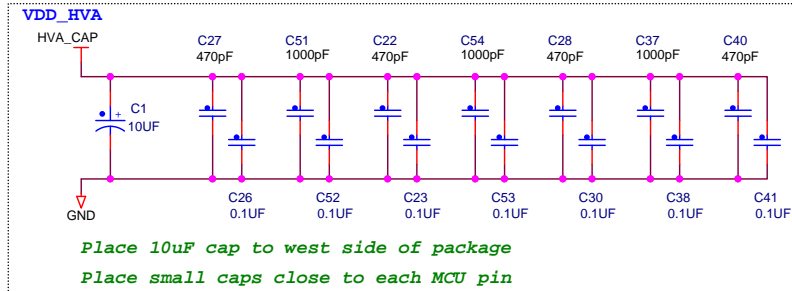 VDD_HVA
HVA_CAP
C27 C51 C22 C54 C28 C37 C40
470pF 1000pF 470pF 1000pF 470pF 1000pF 470pF
C1
+
10UF
C26 C52 C23 C53 C30 C38 C41
0.1UF 0.1UF 0.1UF 0.1UF 0.1UF 0.1UF 0.1UF
GND
Place 10uF cap to west side of package
Place small caps close to each MCU pin